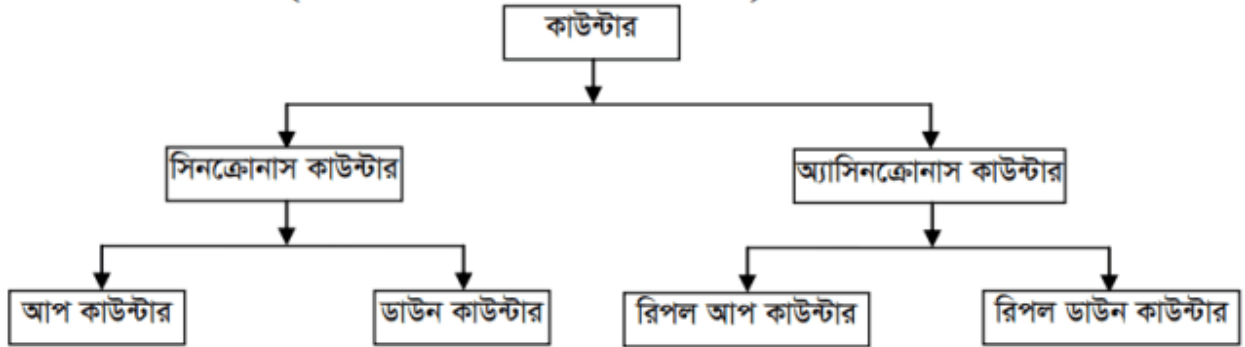 কাউন্টার
সিনক্রোনাস কাউন্টার
অ্যাসিনক্রোনাস কাউন্টার
আপ কাউন্টার
ডাউন কাউন্টার
রিপল আপ কাউন্টার
রিপল ডাউন কাউন্টার